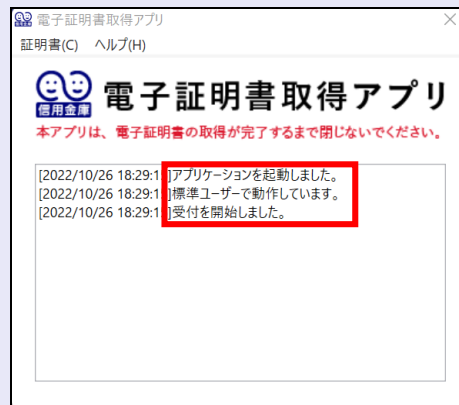 電子証明書取得アプリ
証明書(C) ヘルプ(H)
信用金庫
電子証明書取得アプリ
本アプリは、電子証明書の取得が完了するまで閉じないでください。
[2022/10/26 18:29:1 ]アプリケーションを起動しました。
[2022/10/26 18:29:1 ]標準ユーザーで動作しています。
[2022/10/26 18:29:1 ]受付を開始しました。